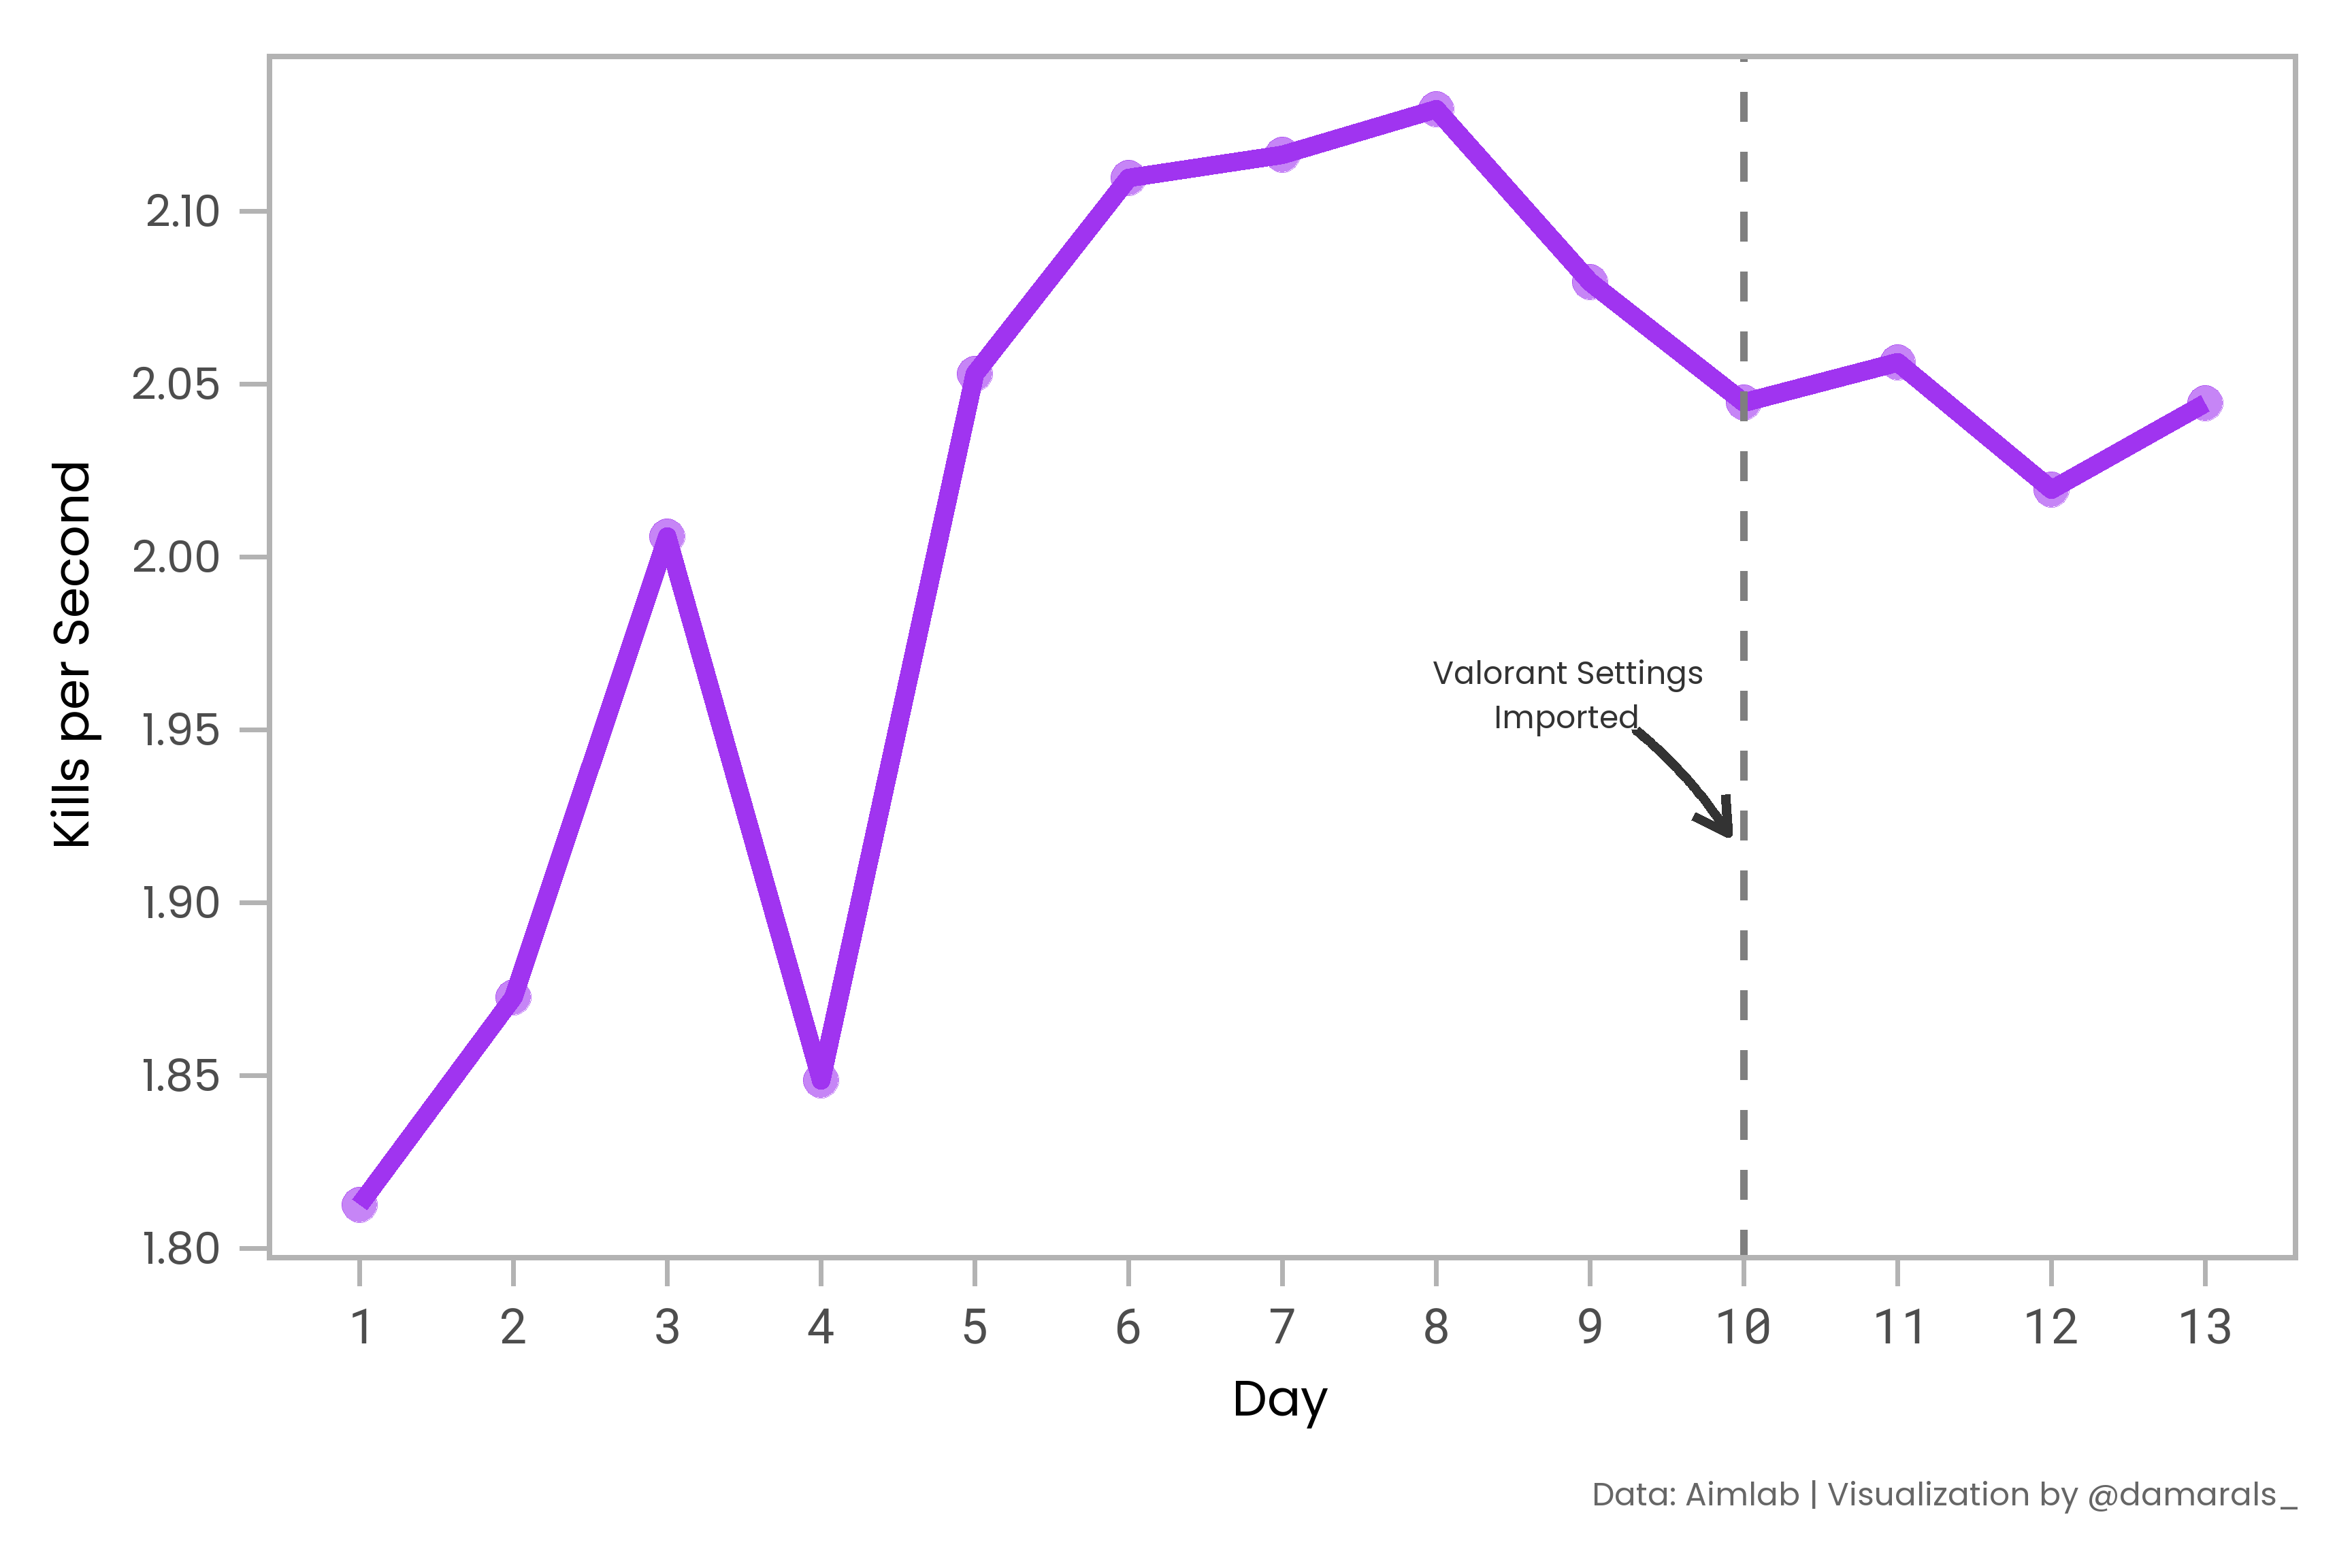 2.10
2.05
2.00
1.95
1.90
1.85
1.80
Kills per Second
Valorant Settings
Imported
1 2 3 4 5 6 7 8 9 10 11 12 13
Day
Data: Aimlab | Visualization by @damarals_